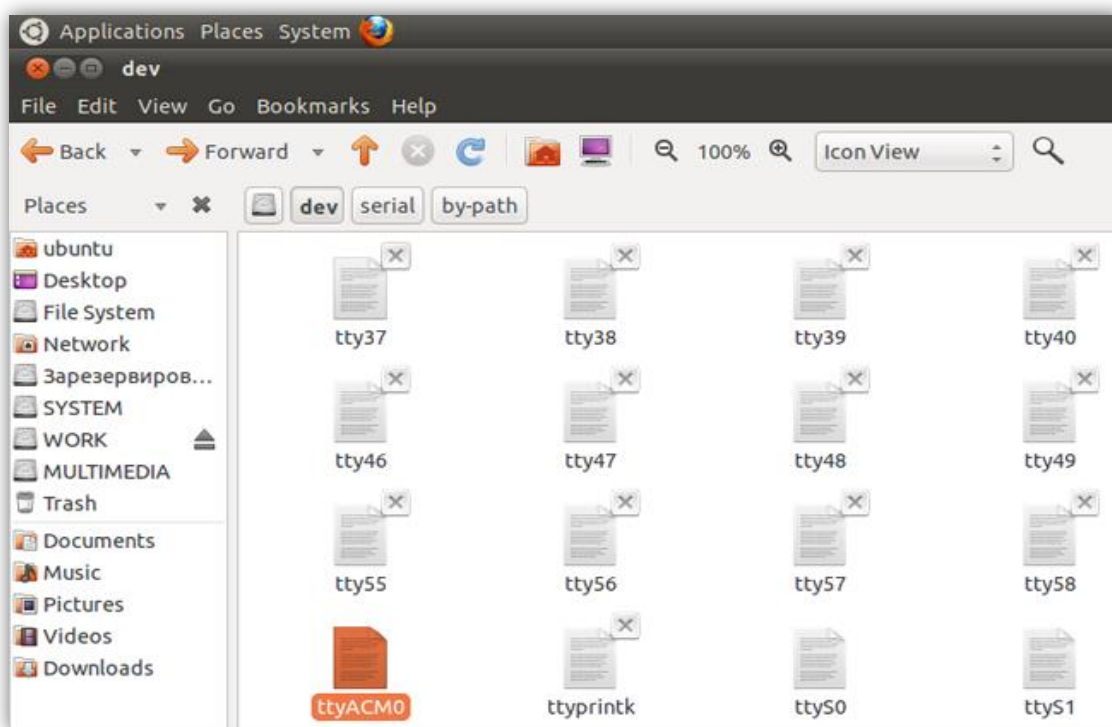 Applications Places System
dev
File Edit View Go Bookmarks Help
Back Forward 100% Icon View
Places dev serial by-path
ubuntu
Desktop
File System
Network
Зарезервиров...
SYSTEM
WORK
MULTIMEDIA
Trash
Documents
Music
Pictures
Videos
Downloads
tty37 tty38 tty39 tty40
tty46 tty47 tty48 tty49
tty55 tty56 tty57 tty58
ttyACM0 ttyprintk ttyS0 ttyS1